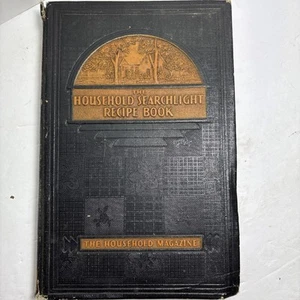 THE
HOUSEHOLD SEARCHLIGHT
RECIPE BOOK
THE HOUSEHOLD MAGAZINE